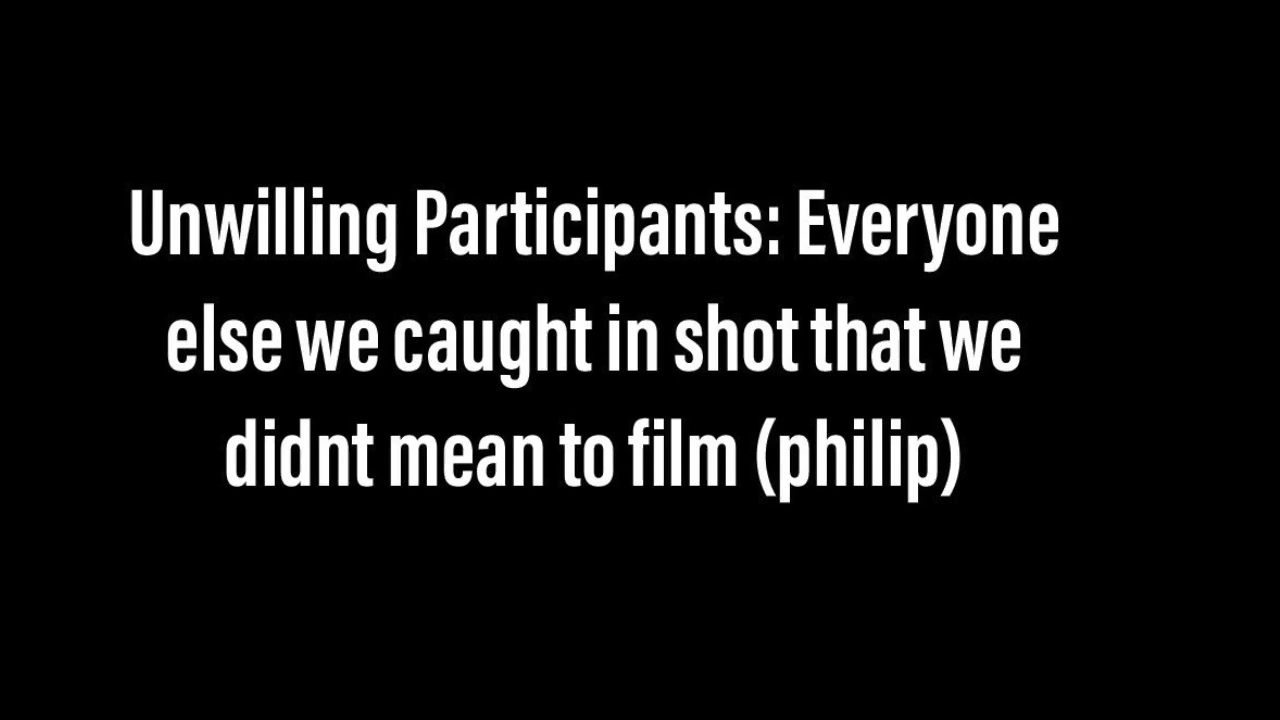 Unwilling Participants: Everyone
else we caught in shot that we
didnt mean to film (philip)